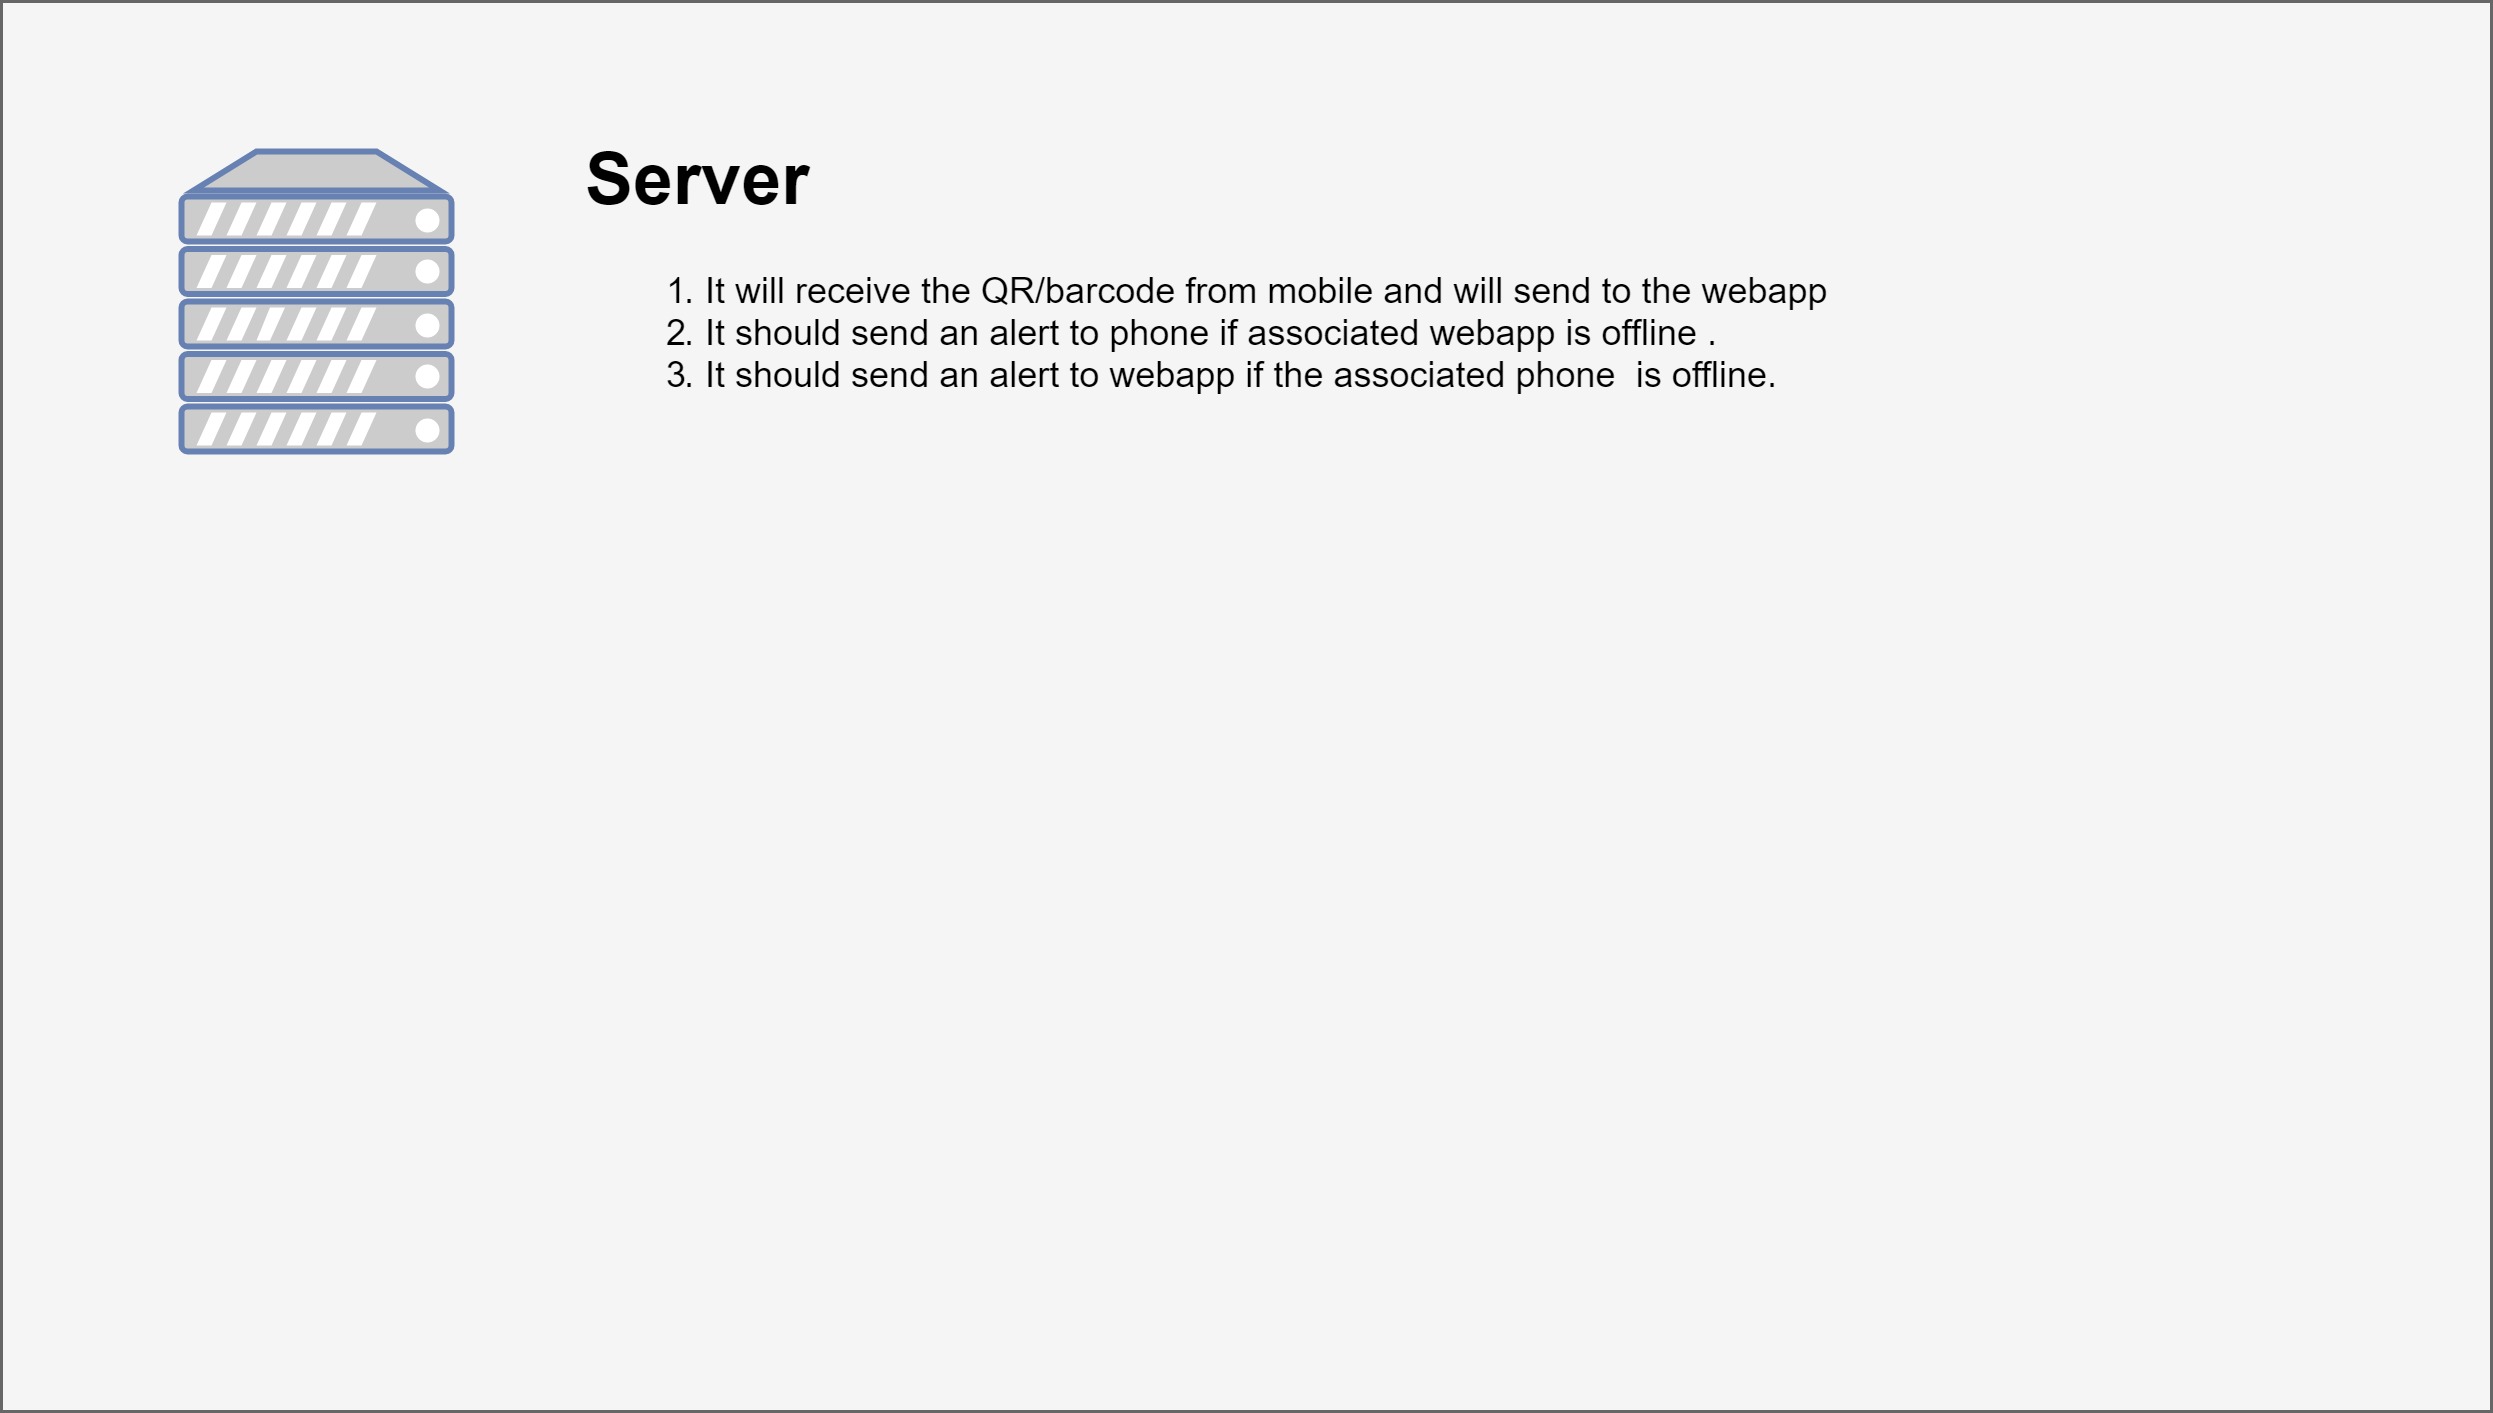 Server
1. It will receive the QR/barcode from mobile and will send to the webapp
2. It should send an alert to phone if associated webapp is offline .
3. It should send an alert to webapp if the associated phone  is offline.